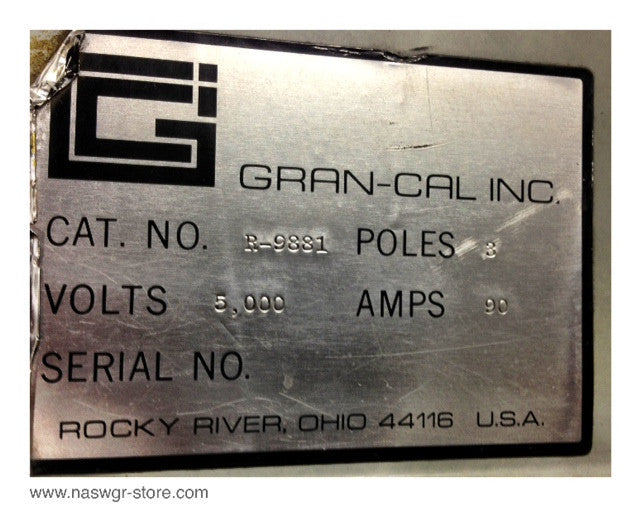 GRAN-CAL INC.
CAT. NO. R-9881 POLES 3
VOLTS 5,000 AMPS 90
SERIAL NO.
ROCKY RIVER, OHIO 44116 U.S.A.
www.naswgr-store.com